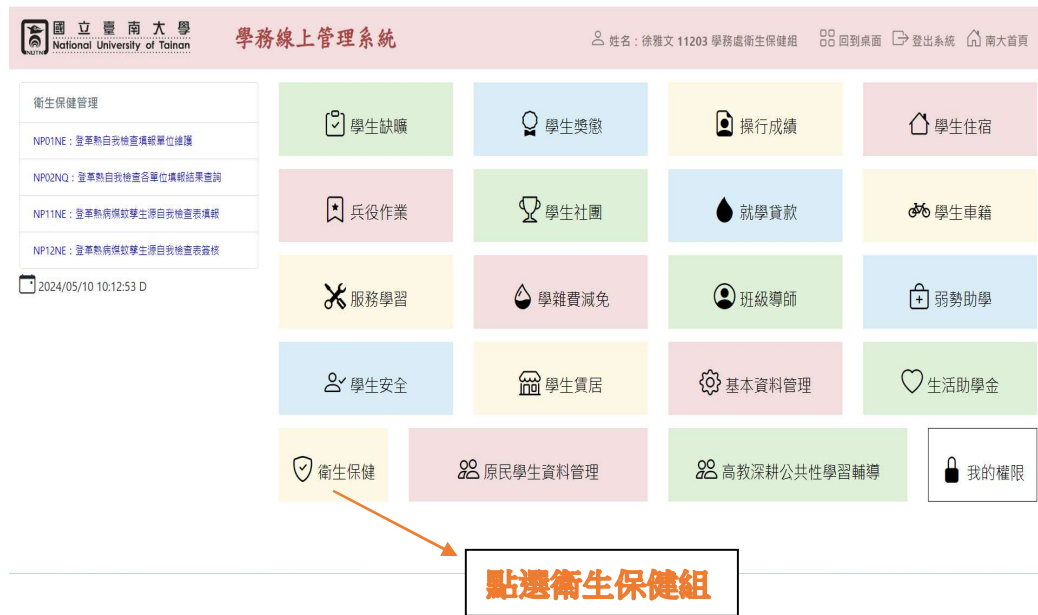 國立臺南大學
National University of Tainan
NUTN
學務線上管理系統
姓名：徐雅文 11203 學務處衛生保健組 回到桌面 登出系統 南大首頁
衛生保健管理
NP01NE：登革熱自我檢查填報單位維護
NP02NQ：登革熱自我檢查各單位填報結果查詢
NP11NE：登革熱病媒蚊孳生源自我檢查表填報
NP12NE：登革熱病媒蚊孳生源自我檢查表簽核
2024/05/10 10:12:53 D
學生缺曠 學生獎懲 操行成績 學生住宿
兵役作業 學生社團 就學貸款 學生車籍
服務學習 學雜費減免 班級導師 弱勢助學
學生安全 學生賃居 基本資料管理 生活助學金
衛生保健 原民學生資料管理 高教深耕公共性學習輔導 我的權限
點選衛生保健組